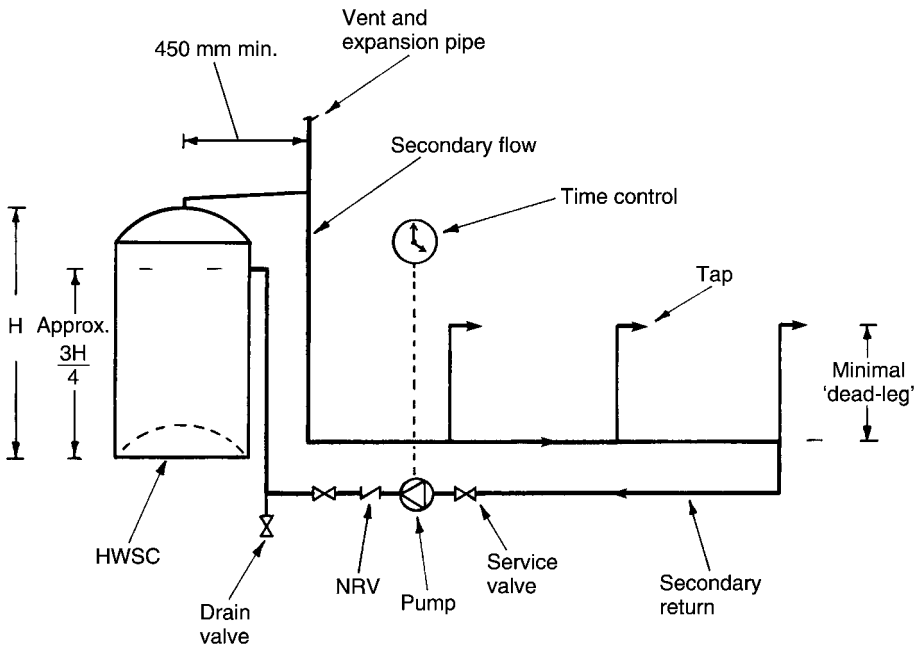 Vent and
expansion pipe
450 mm min.
Secondary flow
Time control
Tap
H
Approx.
3H
4
Minimal
'dead-leg'
HWSC
Drain
valve
NRV
Pump
Service
valve
Secondary
return